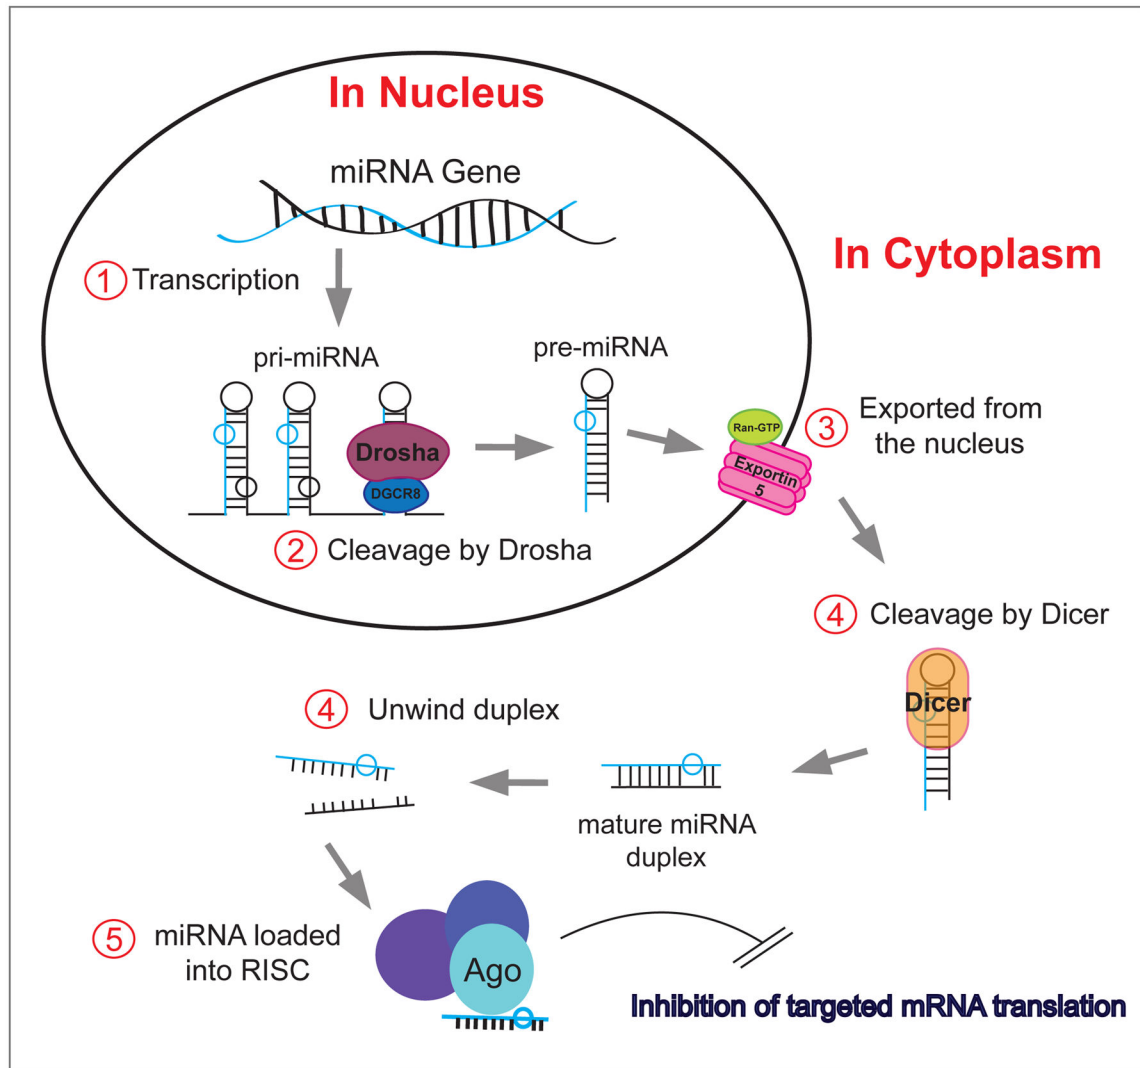 In Nucleus
miRNA Gene
In Cytoplasm
1 Transcription
pri-miRNA
pre-miRNA
Drosha
DGCR8
2 Cleavage by Drosha
Ran-GTP
Exportin
5
3 Exported from
the nucleus
4 Cleavage by Dicer
Dicer
4 Unwind duplex
mature miRNA
duplex
5 miRNA loaded
into RISC
Ago
Inhibition of targeted mRNA translation